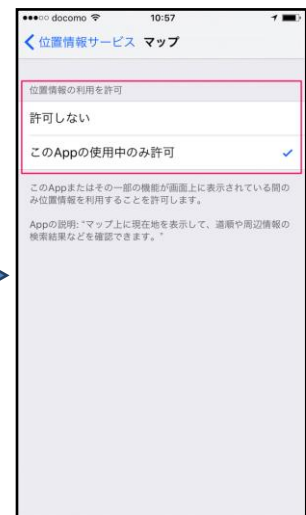 ●●●○○ docomo 10:57
位置情報サービス マップ
位置情報の利用を許可
許可しない
このAppの使用中のみ許可
このAppまたはその一部の機能が画面上に表示されている間の
み位置情報を利用することを許可します。
Appの説明:“マップ上に現在地を表示して、道順や周辺情報の
検索結果などを確認できます。”